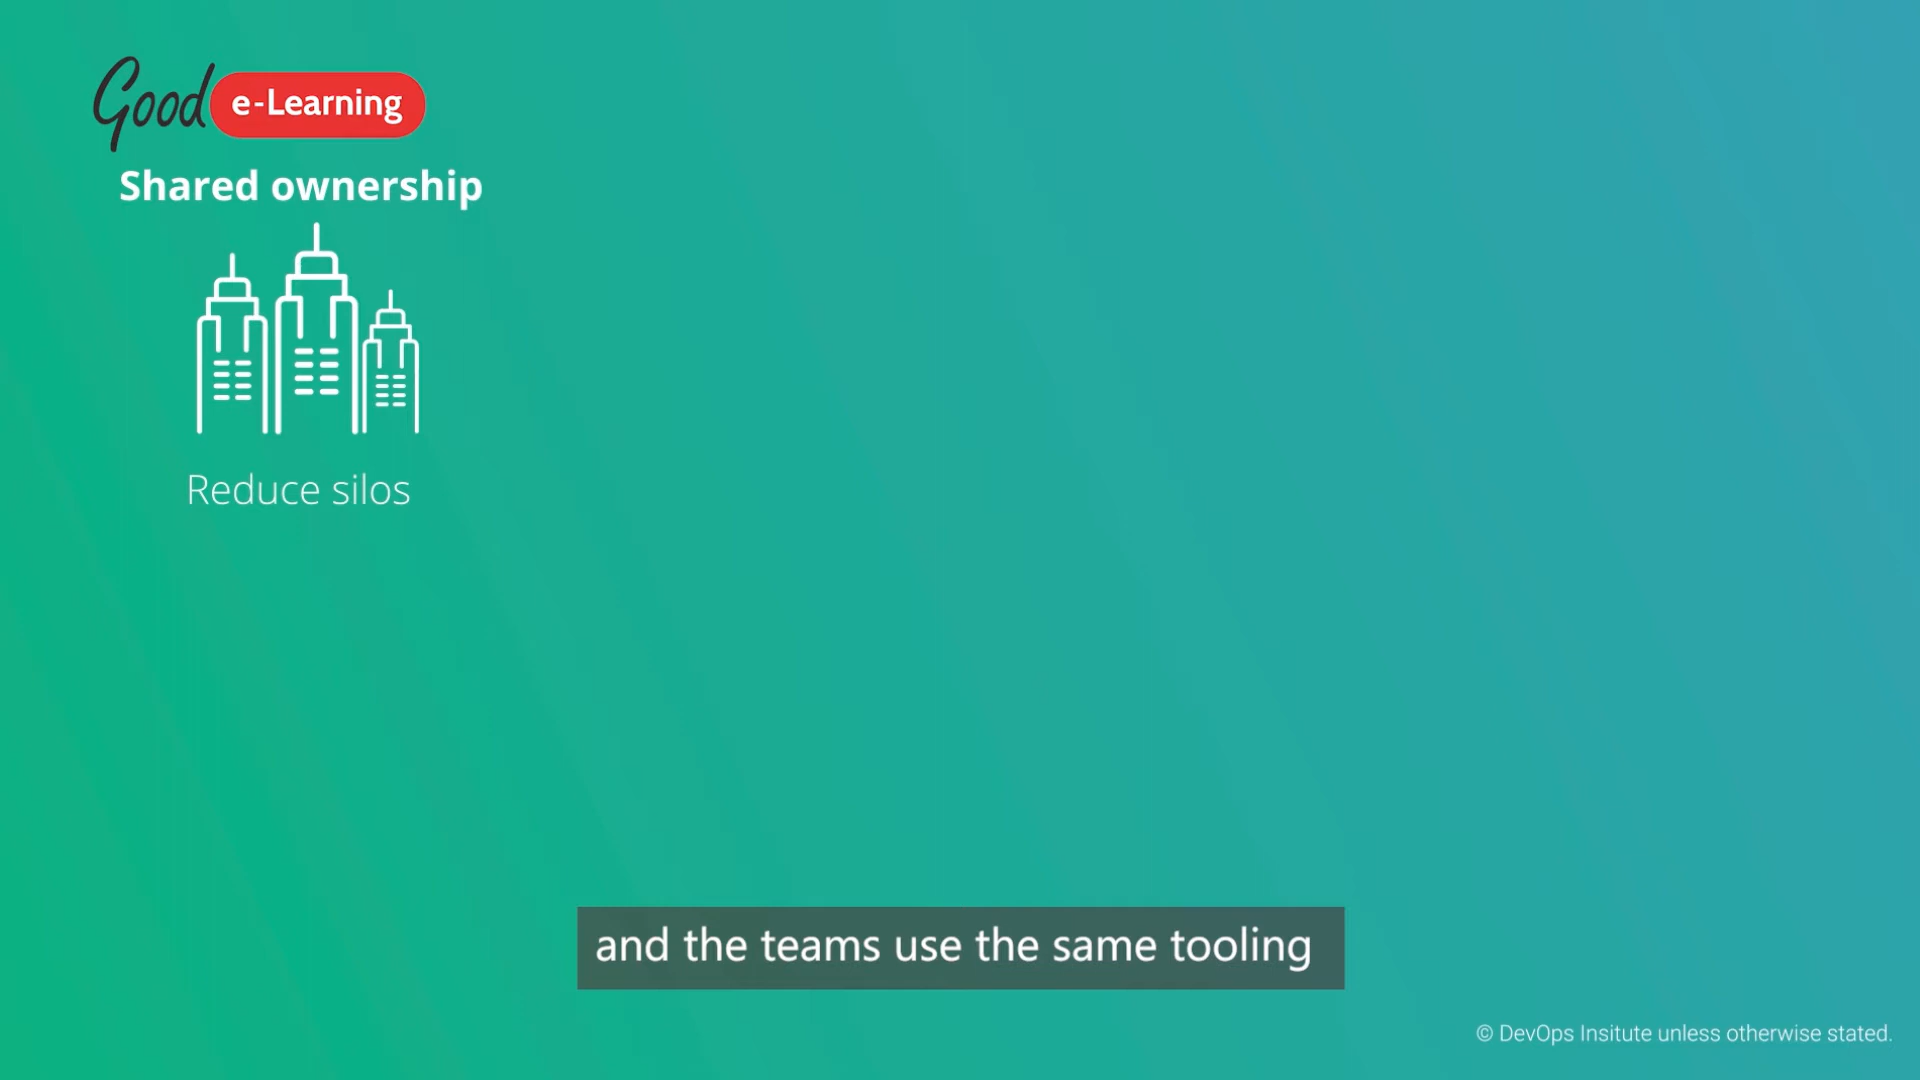 Good e-Learning
Shared ownership
Reduce silos
and the teams use the same tooling
© DevOps Insitute unless otherwise stated.